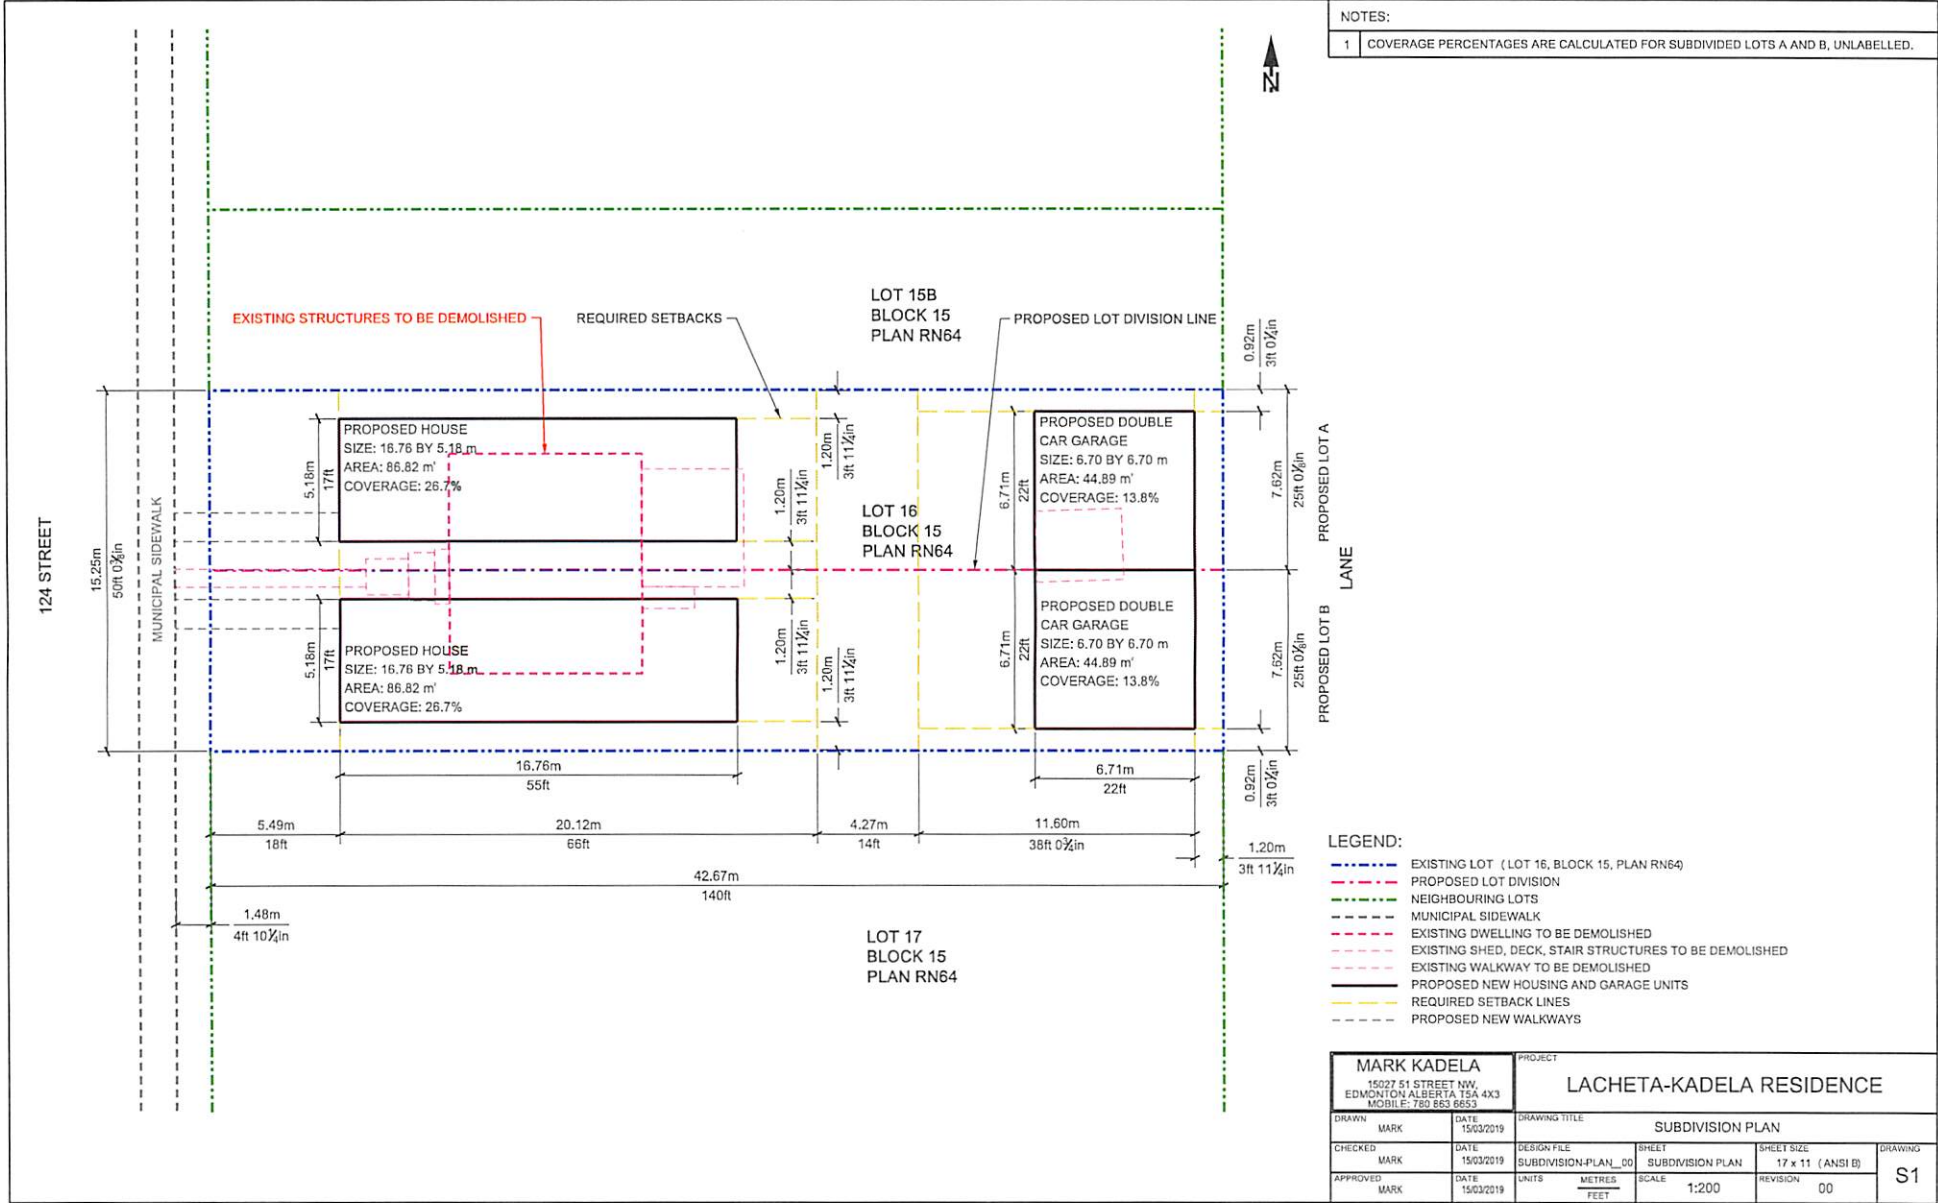 NOTES:
1 COVERAGE PERCENTAGES ARE CALCULATED FOR SUBDIVIDED LOTS A AND B, UNLABELLED.
N
LOT 15B
BLOCK 15
PLAN RN64
EXISTING STRUCTURES TO BE DEMOLISHED
REQUIRED SETBACKS
PROPOSED LOT DIVISION LINE
0.92m
3ft 0¼in
124 STREET
MUNICIPAL SIDEWALK
15.25m
50ft 0⅜in
5.18m
17ft
PROPOSED HOUSE
SIZE: 16.76 BY 5.18 m
AREA: 86.82 m²
COVERAGE: 26.7%
1.20m
3ft 11¼in
1.20m
3ft 11¼in
LOT 16
BLOCK 15
PLAN RN64
6.71m
22ft
PROPOSED DOUBLE
CAR GARAGE
SIZE: 6.70 BY 6.70 m
AREA: 44.89 m²
COVERAGE: 13.8%
7.62m
25ft 0⅛in
PROPOSED LOT A
LANE
5.18m
17ft
PROPOSED HOUSE
SIZE: 16.76 BY 5.18 m
AREA: 86.82 m²
COVERAGE: 26.7%
1.20m
3ft 11¼in
1.20m
3ft 11¼in
6.71m
22ft
PROPOSED DOUBLE
CAR GARAGE
SIZE: 6.70 BY 6.70 m
AREA: 44.89 m²
COVERAGE: 13.8%
7.62m
25ft 0⅛in
PROPOSED LOT B
0.92m
3ft 0¼in
16.76m
55ft
6.71m
22ft
5.49m
18ft
20.12m
66ft
4.27m
14ft
11.60m
38ft 0¾in
1.20m
3ft 11¼in
42.67m
140ft
1.48m
4ft 10¼in
LOT 17
BLOCK 15
PLAN RN64
LEGEND:
EXISTING LOT ( LOT 16, BLOCK 15, PLAN RN64)
PROPOSED LOT DIVISION
NEIGHBOURING LOTS
MUNICIPAL SIDEWALK
EXISTING DWELLING TO BE DEMOLISHED
EXISTING SHED, DECK, STAIR STRUCTURES TO BE DEMOLISHED
EXISTING WALKWAY TO BE DEMOLISHED
PROPOSED NEW HOUSING AND GARAGE UNITS
REQUIRED SETBACK LINES
PROPOSED NEW WALKWAYS
MARK KADELA
15027 51 STREET NW,
EDMONTON ALBERTA T5A 4X3
MOBILE: 780 863 6653
PROJECT
LACHETA-KADELA RESIDENCE
DRAWN
MARK
DATE
15/03/2019
DRAWING TITLE
SUBDIVISION PLAN
CHECKED
MARK
DATE
15/03/2019
DESIGN FILE
SUBDIVISION-PLAN__00
SHEET
SUBDIVISION PLAN
SHEET SIZE
17 x 11 ( ANSI B)
DRAWING
S1
APPROVED
MARK
DATE
15/03/2019
UNITS
METRES
FEET
SCALE
1:200
REVISION
00